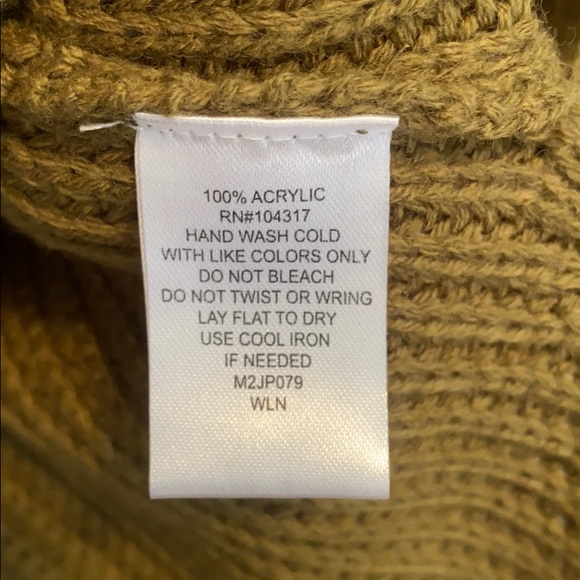 100% ACRYLIC
RN#104317
HAND WASH COLD
WITH LIKE COLORS ONLY
DO NOT BLEACH
DO NOT TWIST OR WRING
LAY FLAT TO DRY
USE COOL IRON
IF NEEDED
M2JP079
WLN